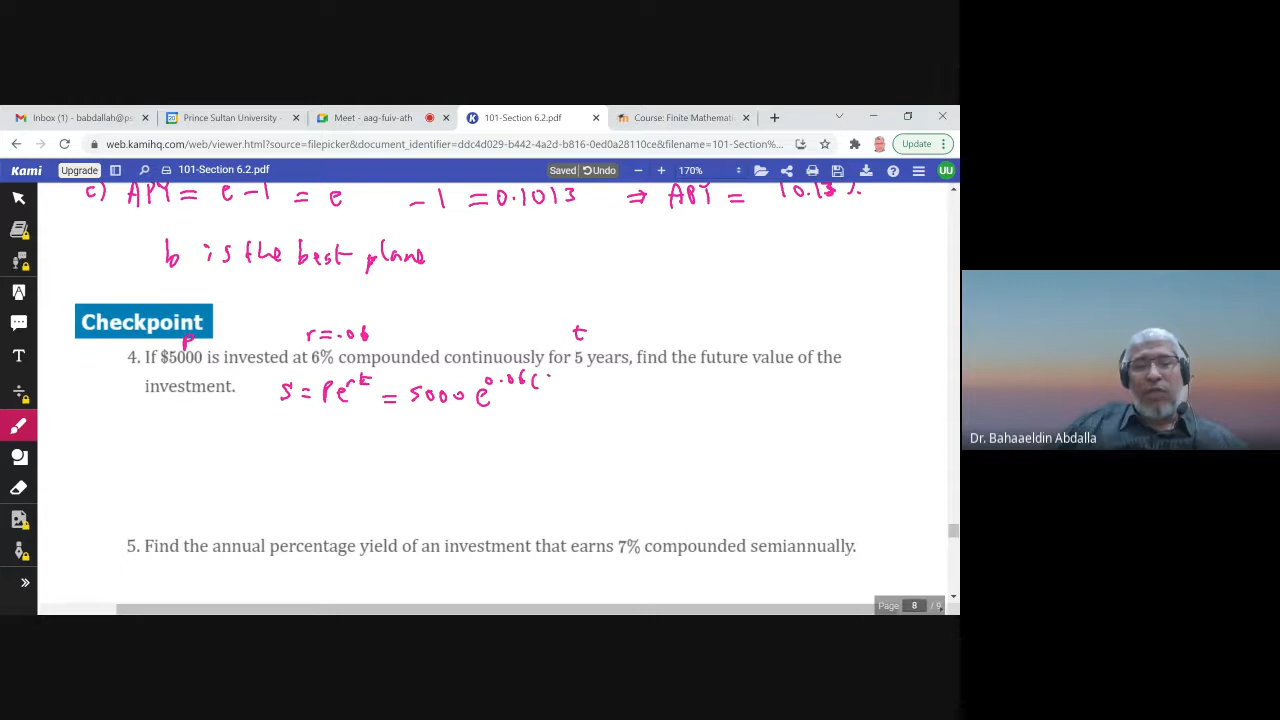 Inbox (1) - babdallah@ps
Prince Sultan University -
Meet - aag-fuiv-ath
101-Section 6.2.pdf
Course: Finite Mathemati
web.kamihq.com/web/viewer.html?source=filepicker&document_identifier=ddc4d029-b442-4a2d-b816-0ed0a28110ce&filename=101-Section%...
Update
Kami
Upgrade
101-Section 6.2.pdf
Saved
Undo
170%
UU
c) APY = e - 1 = e - 1 = 0.1013 ⇒ APY = 10.13 %.
b is the best plane
Checkpoint
P r = .06 t
4. If $5000 is invested at 6% compounded continuously for 5 years, find the future value of the
investment.
S = Pe^rt = 5000 e^0.06(
5. Find the annual percentage yield of an investment that earns 7% compounded semiannually.
Page 8 / 9
Dr. Bahaaeldin Abdalla